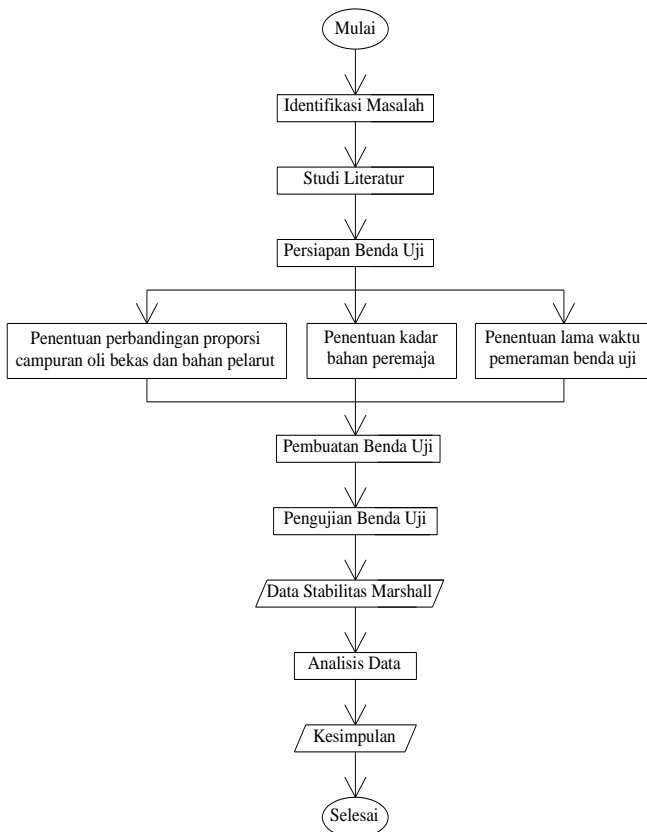 Mulai
Identifikasi Masalah
Studi Literatur
Persiapan Benda Uji
Penentuan perbandingan proporsi
campuran oli bekas dan bahan pelarut
Penentuan kadar
bahan peremaja
Penentuan lama waktu
pemeraman benda uji
Pembuatan Benda Uji
Pengujian Benda Uji
Data Stabilitas Marshall
Analisis Data
Kesimpulan
Selesai